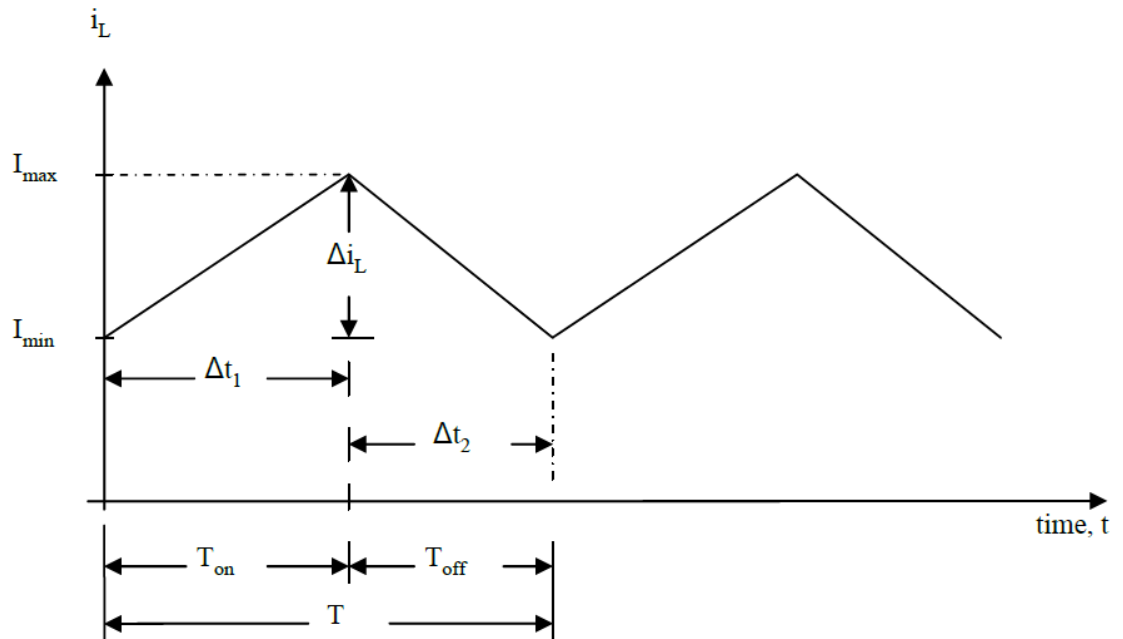 i_L
I_max
Δi_L
I_min
Δt_1
Δt_2
time, t
T_on T_off
T